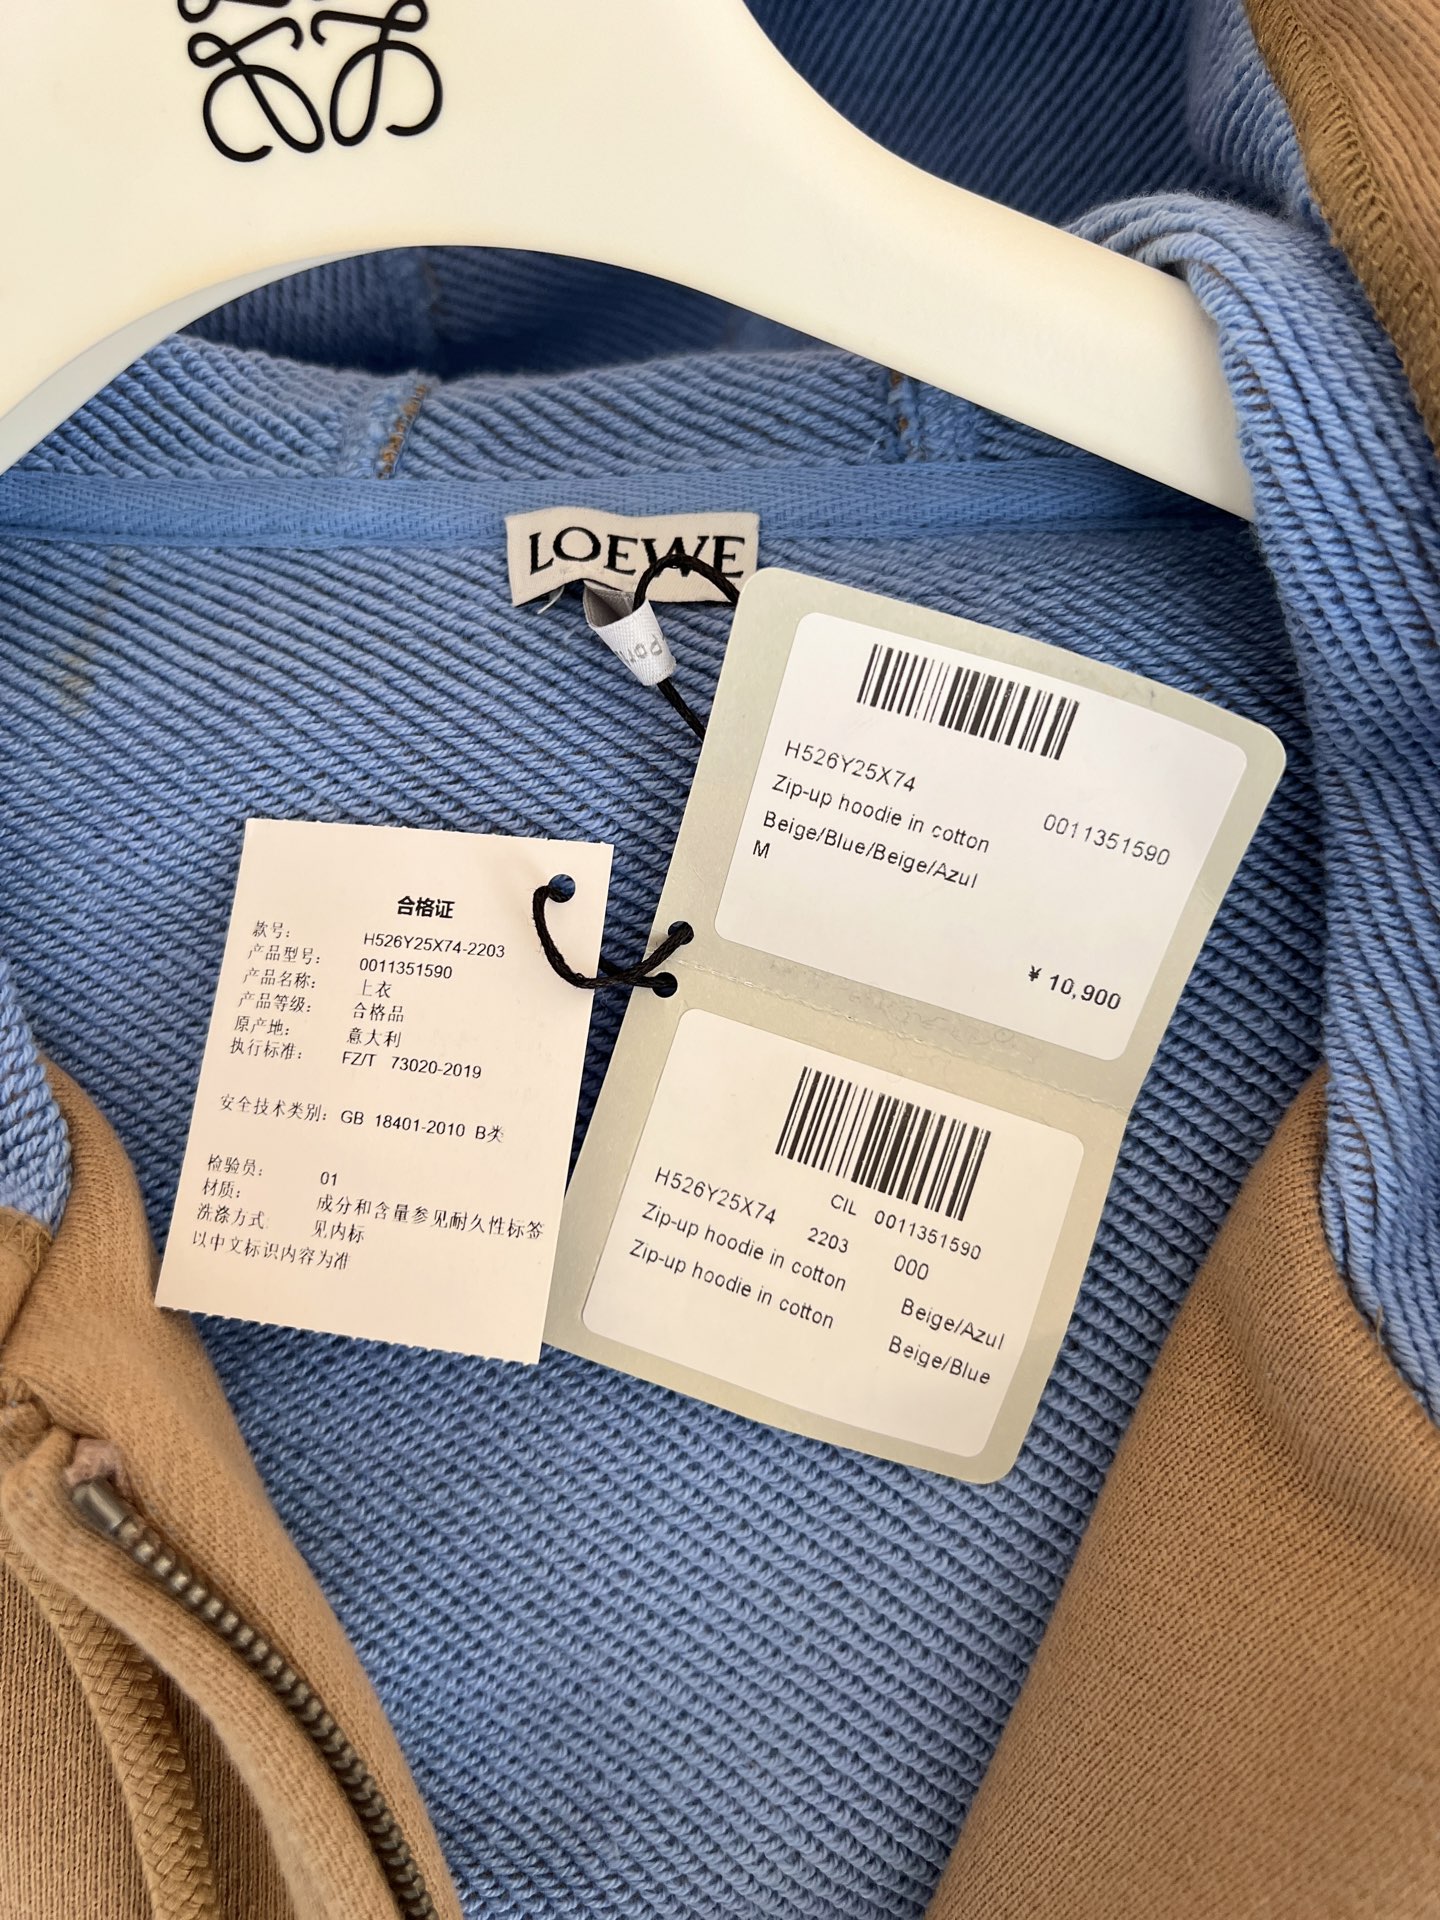 LOEWE
H526Y25X74
0011351590
Zip-up hoodie in cotton
Beige/Blue/Beige/Azul
M
¥ 10,900
CIL 0011351590
H526Y25X74 2203 000
Zip-up hoodie in cotton Beige/Azul
Zip-up hoodie in cotton Beige/Blue
合格证
款号: H526Y25X74-2203
产品型号: 0011351590
产品名称: 上衣
产品等级: 合格品
原产地: 意大利
执行标准: FZ/T 73020-2019
安全技术类别: GB 18401-2010 B类
检验员: 01
材质: 成分和含量参见耐久性标签
洗涤方式: 见内标
以中文标识内容为准